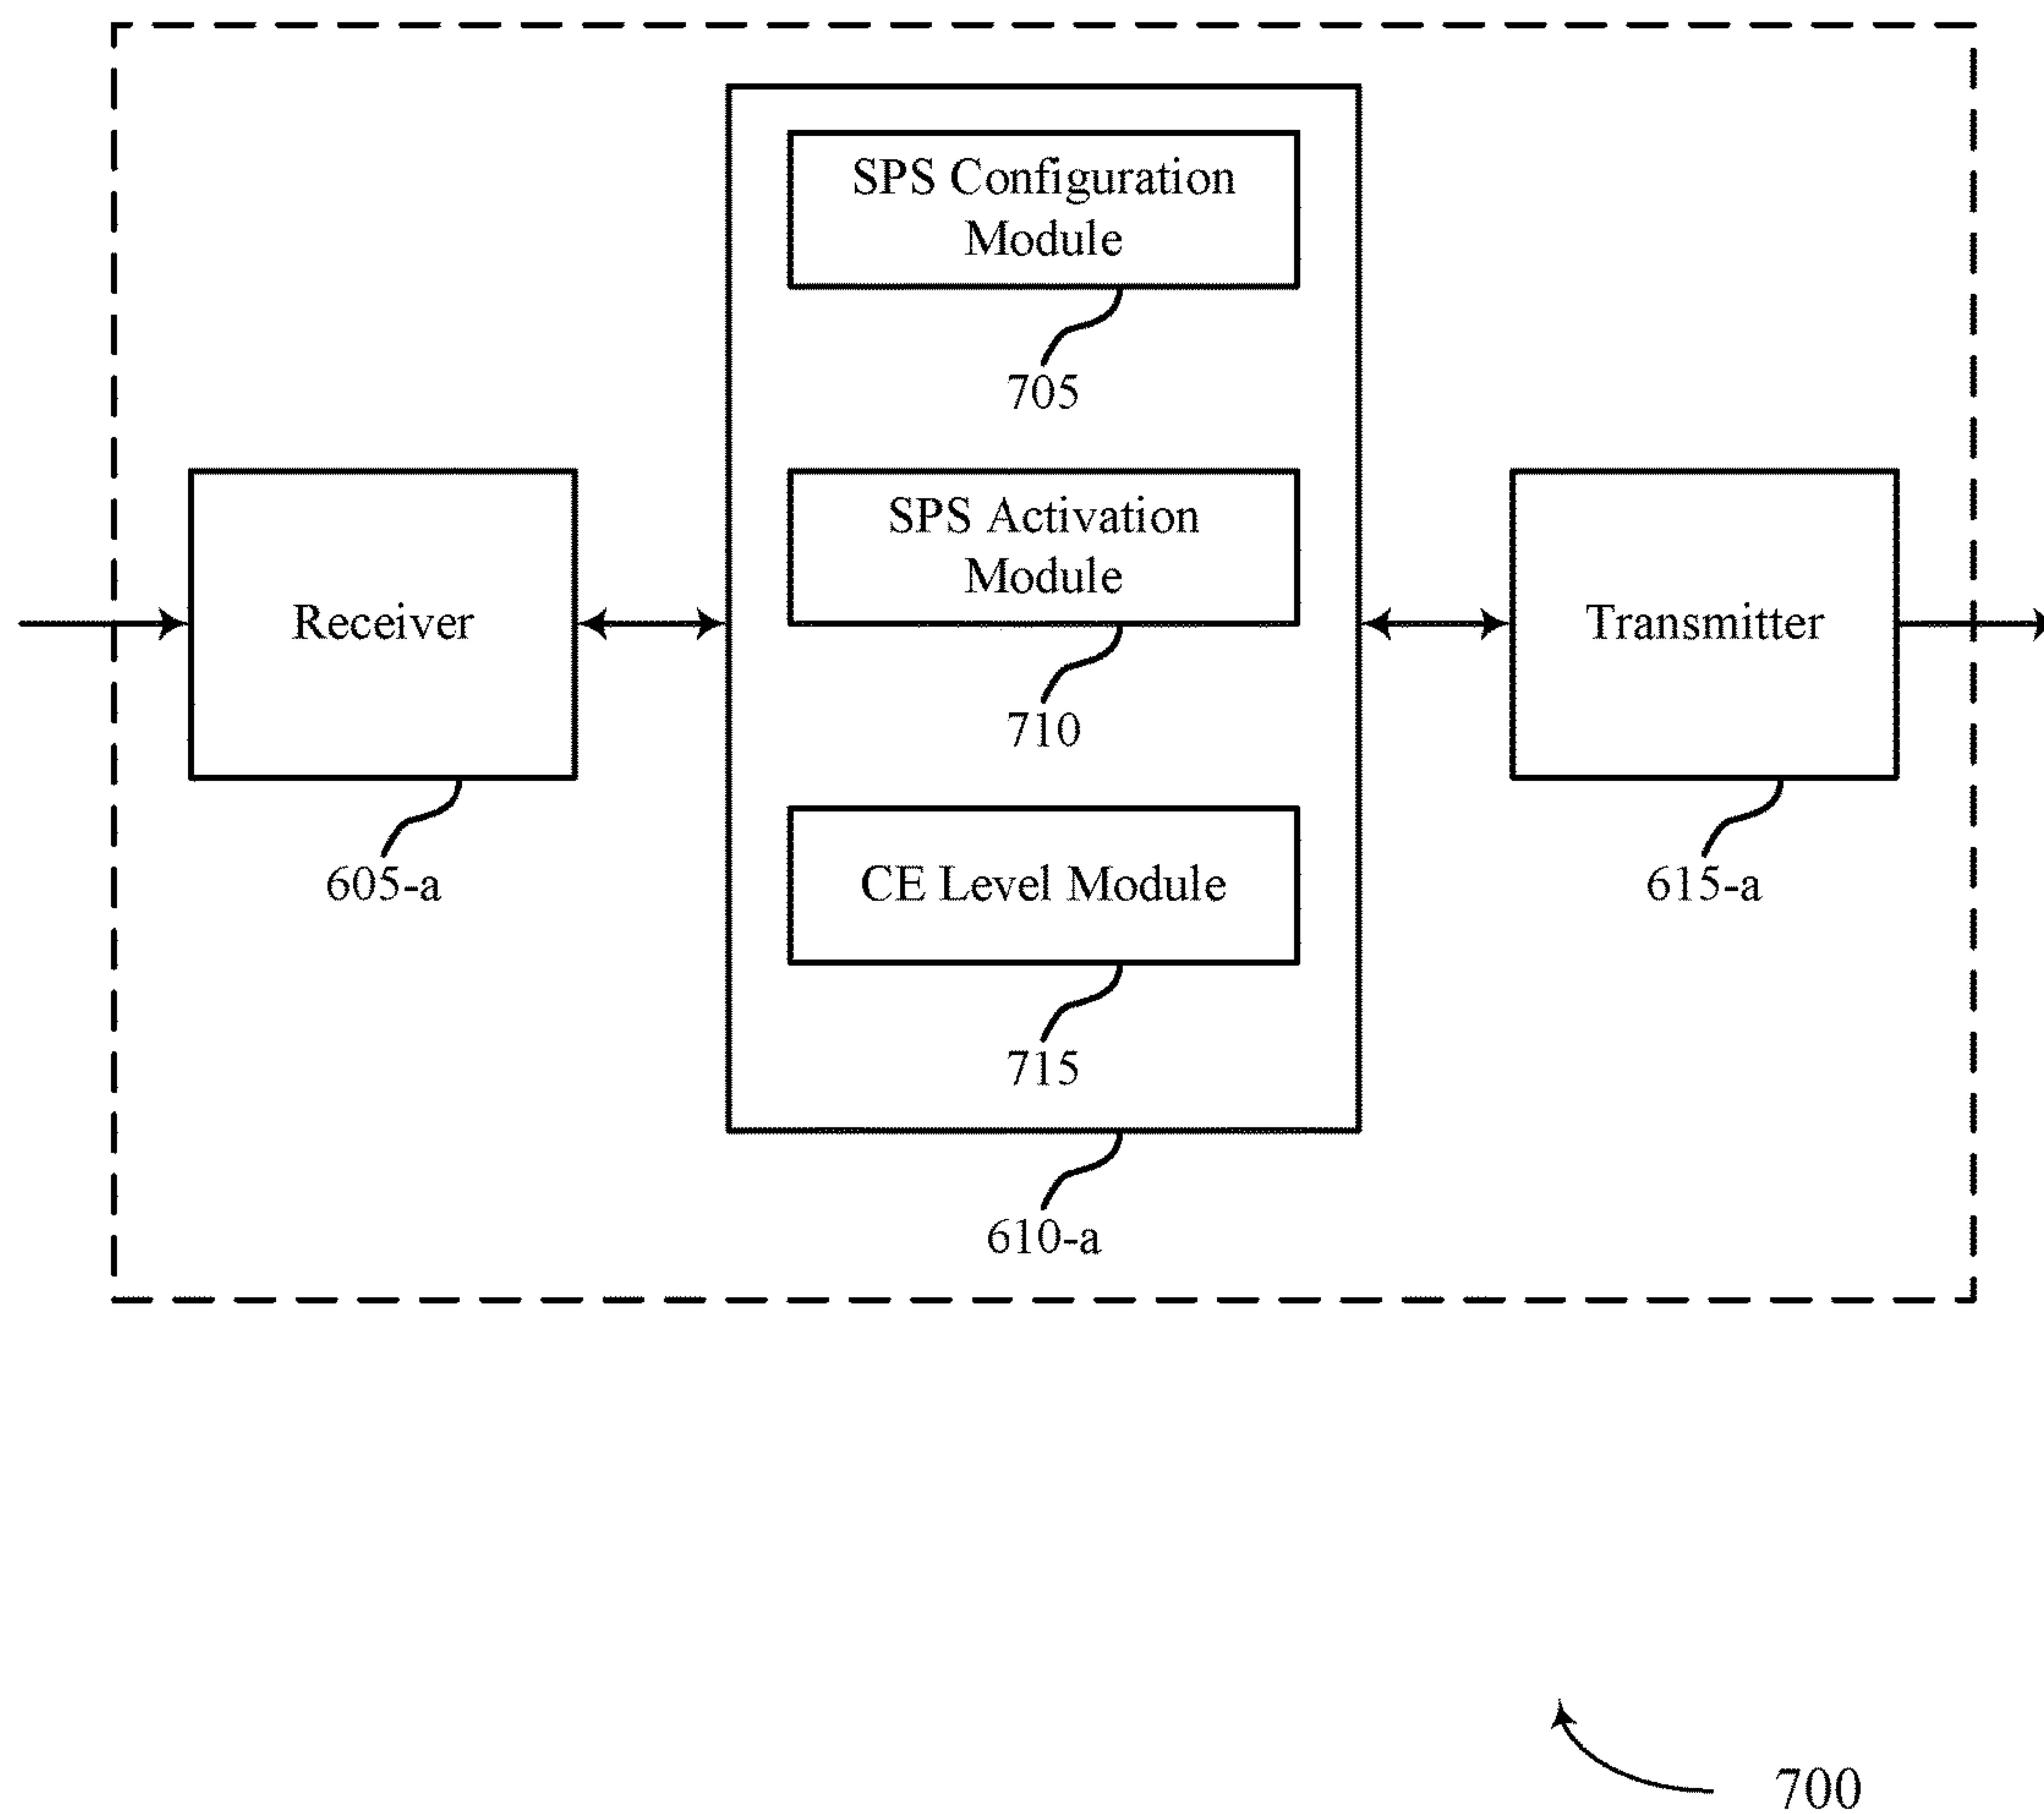 SPS Configuration
Module
705
SPS Activation
Module
710
Receiver
605-a
Transmitter
615-a
CE Level Module
715
610-a
700